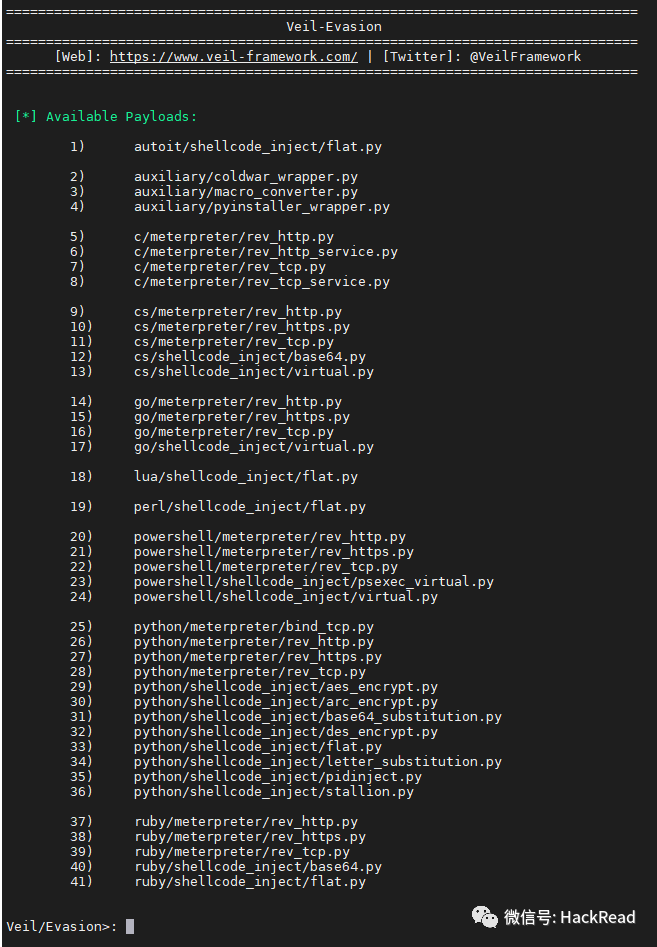 ===============================================================================
Veil-Evasion
===============================================================================
[Web]: https://www.veil-framework.com/ | [Twitter]: @VeilFramework
===============================================================================
[*] Available Payloads:
1) autoit/shellcode_inject/flat.py
2) auxiliary/coldwar_wrapper.py
3) auxiliary/macro_converter.py
4) auxiliary/pyinstaller_wrapper.py
5) c/meterpreter/rev_http.py
6) c/meterpreter/rev_http_service.py
7) c/meterpreter/rev_tcp.py
8) c/meterpreter/rev_tcp_service.py
9) cs/meterpreter/rev_http.py
10) cs/meterpreter/rev_https.py
11) cs/meterpreter/rev_tcp.py
12) cs/shellcode_inject/base64.py
13) cs/shellcode_inject/virtual.py
14) go/meterpreter/rev_http.py
15) go/meterpreter/rev_https.py
16) go/meterpreter/rev_tcp.py
17) go/shellcode_inject/virtual.py
18) lua/shellcode_inject/flat.py
19) perl/shellcode_inject/flat.py
20) powershell/meterpreter/rev_http.py
21) powershell/meterpreter/rev_https.py
22) powershell/meterpreter/rev_tcp.py
23) powershell/shellcode_inject/psexec_virtual.py
24) powershell/shellcode_inject/virtual.py
25) python/meterpreter/bind_tcp.py
26) python/meterpreter/rev_http.py
27) python/meterpreter/rev_https.py
28) python/meterpreter/rev_tcp.py
29) python/shellcode_inject/aes_encrypt.py
30) python/shellcode_inject/arc_encrypt.py
31) python/shellcode_inject/base64_substitution.py
32) python/shellcode_inject/des_encrypt.py
33) python/shellcode_inject/flat.py
34) python/shellcode_inject/letter_substitution.py
35) python/shellcode_inject/pidinject.py
36) python/shellcode_inject/stallion.py
37) ruby/meterpreter/rev_http.py
38) ruby/meterpreter/rev_https.py
39) ruby/meterpreter/rev_tcp.py
40) ruby/shellcode_inject/base64.py
41) ruby/shellcode_inject/flat.py
Veil/Evasion>:
微信号: HackRead